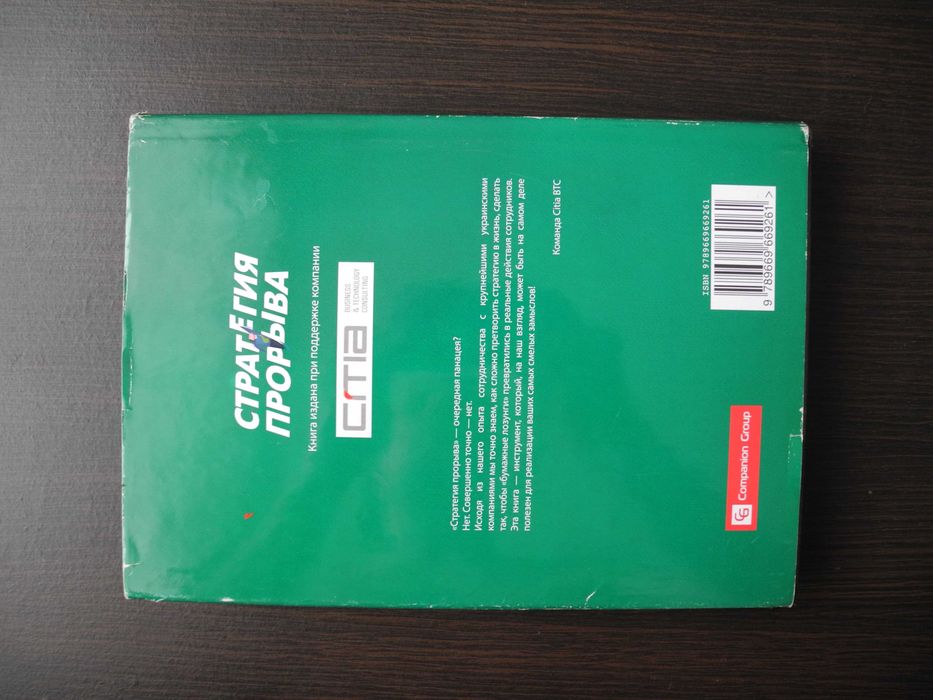 СТРАТЕГИЯ
ПРОРЫВА
Книга издана при поддержке компании
CITIA
BUSINESS
& TECHNOLOGY
CONSULTING
«Стратегия прорыва» — очередная панацея?
Нет. Совершенно точно — нет.
Исходя из нашего опыта сотрудничества с крупнейшими украинскими
компаниями мы точно знаем, как сложно претворить стратегию в жизнь, сделать
так, чтобы «бумажные лозунги» превратились в реальные действия сотрудников.
Эта книга — инструмент, который, на наш взгляд, может быть на самом деле
полезен для реализации ваших самых смелых замыслов!
Команда Citia BTC
CG Companion Group
ISBN 9789669669261
9 789669 669261 >